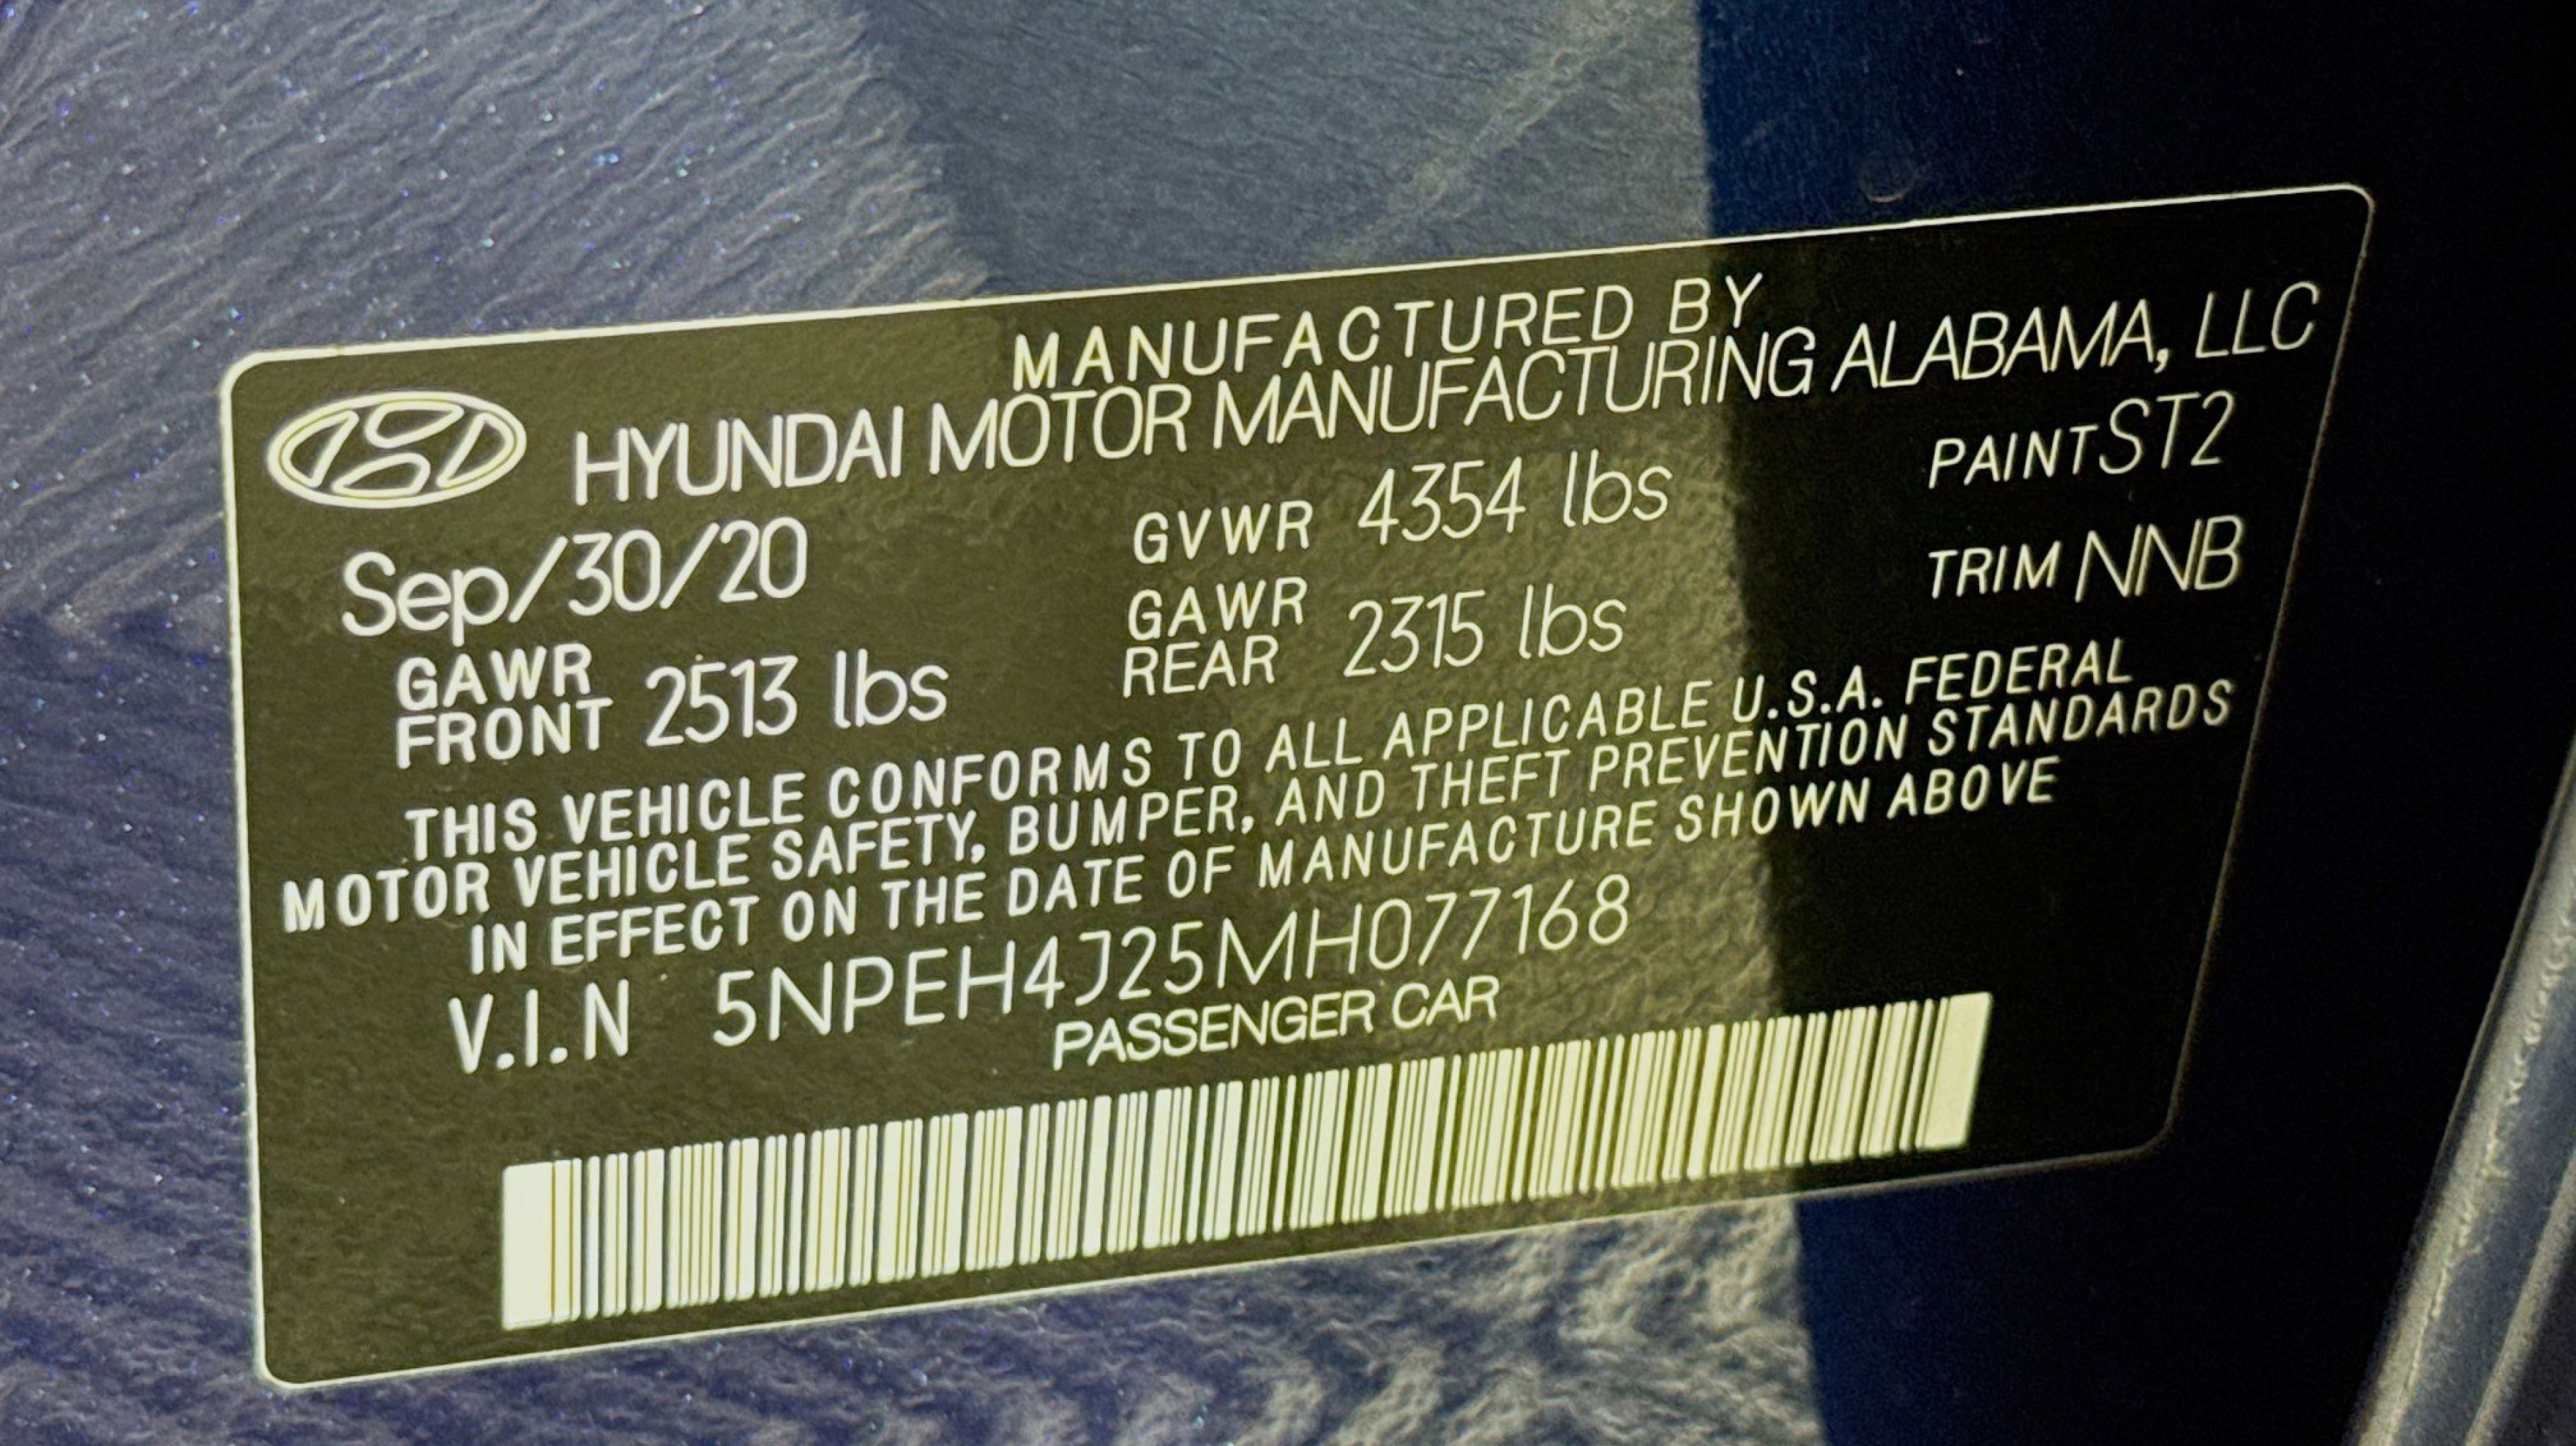 MANUFACTURED BY
HYUNDAI MOTOR MANUFACTURING ALABAMA, LLC
Sep/30/20 GVWR 4354 lbs PAINT ST2
GAWR FRONT 2513 lbs GAWR REAR 2315 lbs TRIM NNB
THIS VEHICLE CONFORMS TO ALL APPLICABLE U.S.A. FEDERAL
MOTOR VEHICLE SAFETY, BUMPER, AND THEFT PREVENTION STANDARDS
IN EFFECT ON THE DATE OF MANUFACTURE SHOWN ABOVE
V.I.N 5NPEH4J25MH077168
PASSENGER CAR